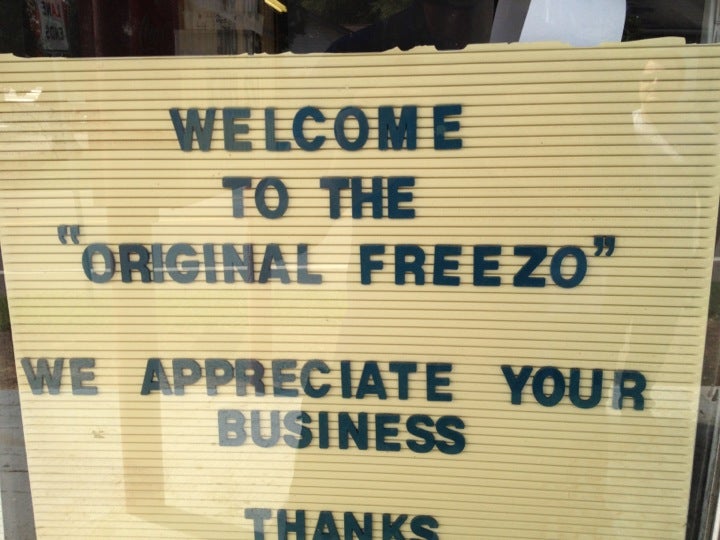 WELCOME
TO THE
"ORIGINAL FREEZO"
WE APPRECIATE YOUR
BUSINESS
THANKS